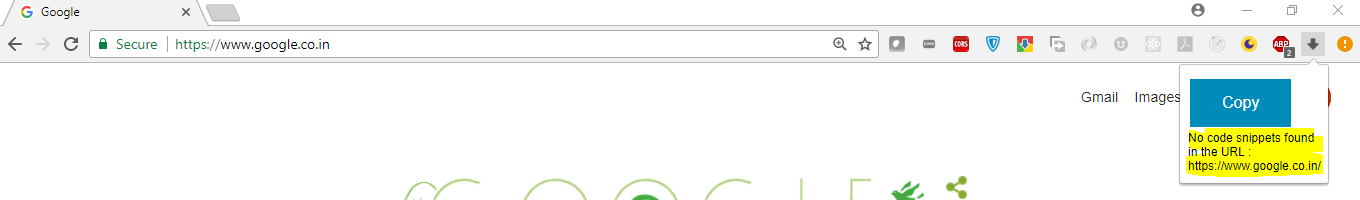 Google
Secure https://www.google.co.in
CORS
ABP
2
Gmail Images
Copy
No code snippets found
in the URL :
https://www.google.co.in/